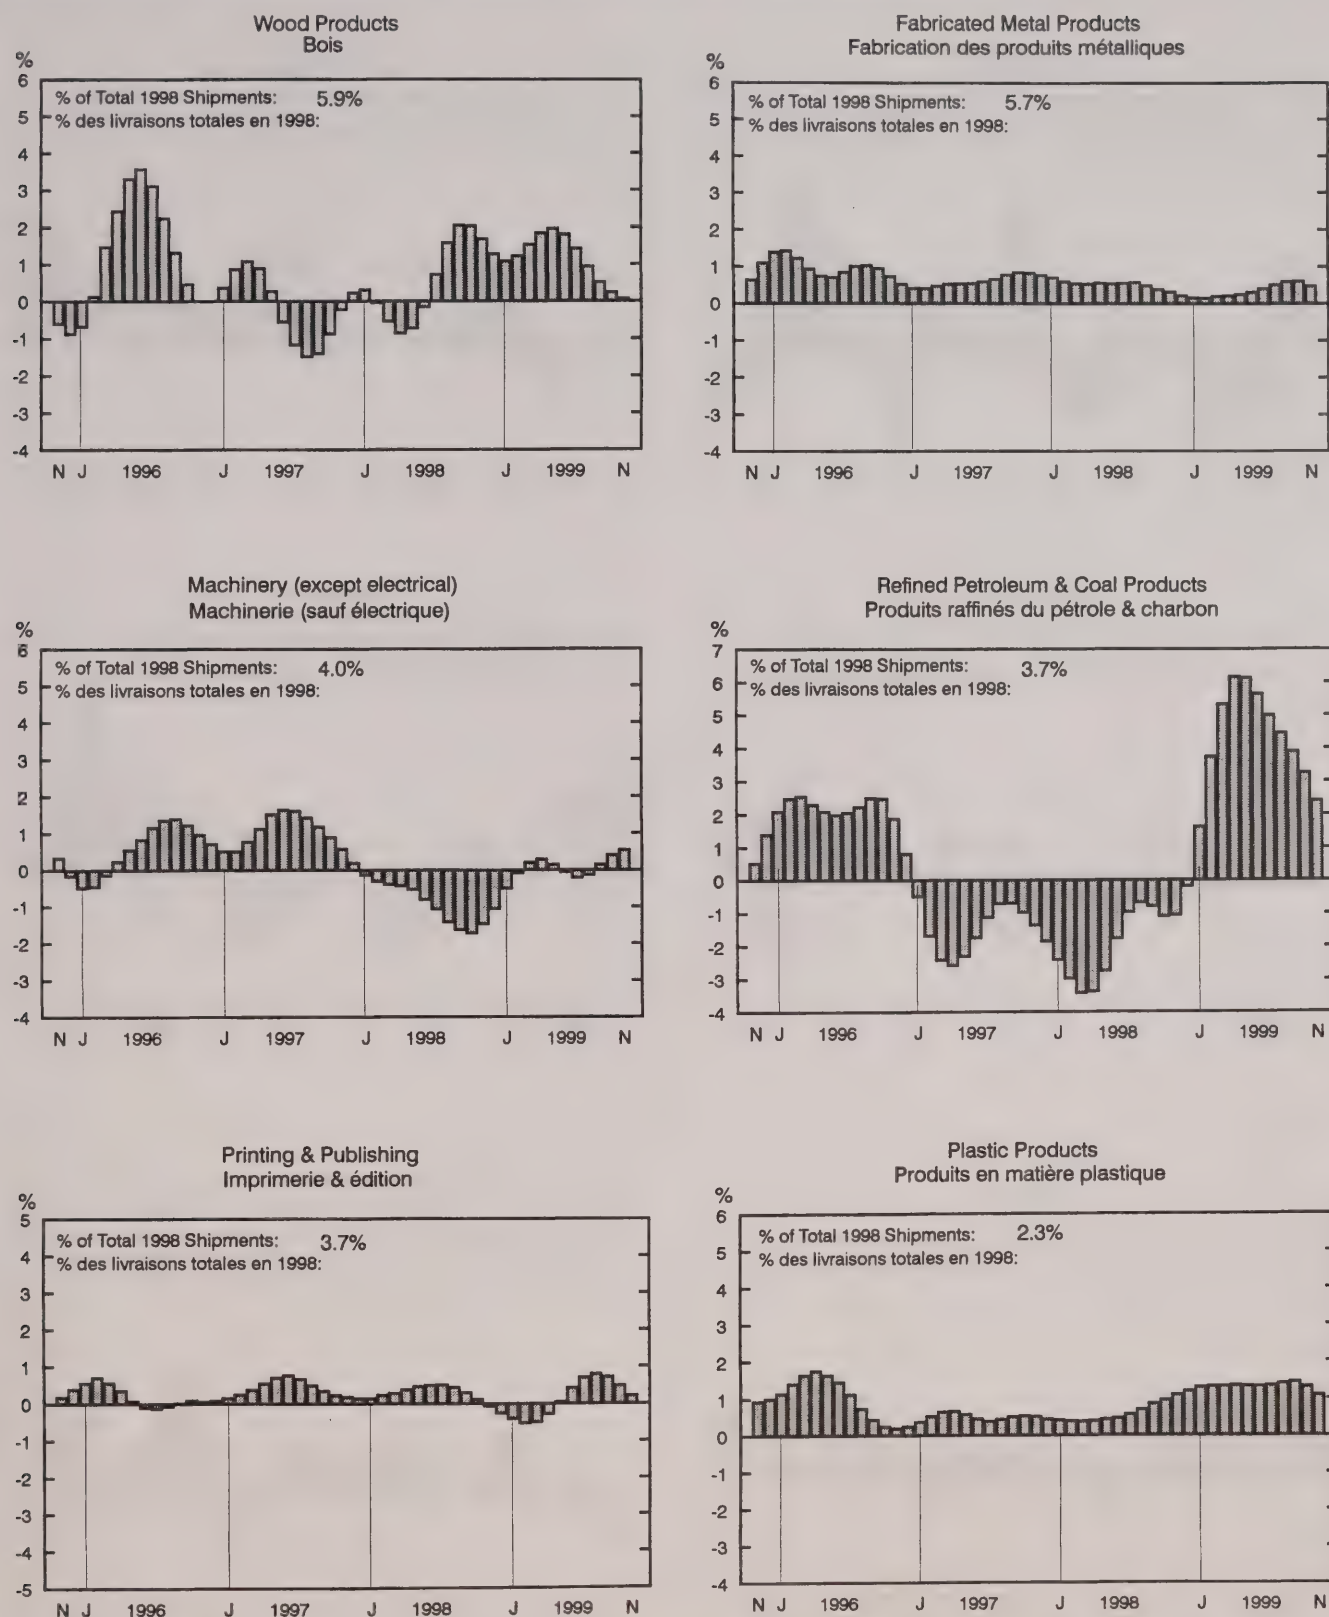 Wood Products
Bois
%
6
% of Total 1998 Shipments: 5.9%
% des livraisons totales en 1998:
5
4
3
2
1
0
-1
-2
-3
-4
N J 1996 J 1997 J 1998 J 1999 N
Fabricated Metal Products
Fabrication des produits métalliques
%
6
% of Total 1998 Shipments: 5.7%
% des livraisons totales en 1998:
5
4
3
2
1
0
-1
-2
-3
-4
N J 1996 J 1997 J 1998 J 1999 N
Machinery (except electrical)
Machinerie (sauf électrique)
%
6
% of Total 1998 Shipments: 4.0%
% des livraisons totales en 1998:
5
4
3
2
1
0
-1
-2
-3
-4
N J 1996 J 1997 J 1998 J 1999 N
Refined Petroleum & Coal Products
Produits raffinés du pétrole & charbon
%
7
% of Total 1998 Shipments: 3.7%
% des livraisons totales en 1998:
6
5
4
3
2
1
0
-1
-2
-3
-4
N J 1996 J 1997 J 1998 J 1999 N
Printing & Publishing
Imprimerie & édition
%
5
% of Total 1998 Shipments: 3.7%
% des livraisons totales en 1998:
4
3
2
1
0
-1
-2
-3
-4
-5
N J 1996 J 1997 J 1998 J 1999 N
Plastic Products
Produits en matière plastique
%
6
% of Total 1998 Shipments: 2.3%
% des livraisons totales en 1998:
5
4
3
2
1
0
-1
-2
-3
-4
N J 1996 J 1997 J 1998 J 1999 N